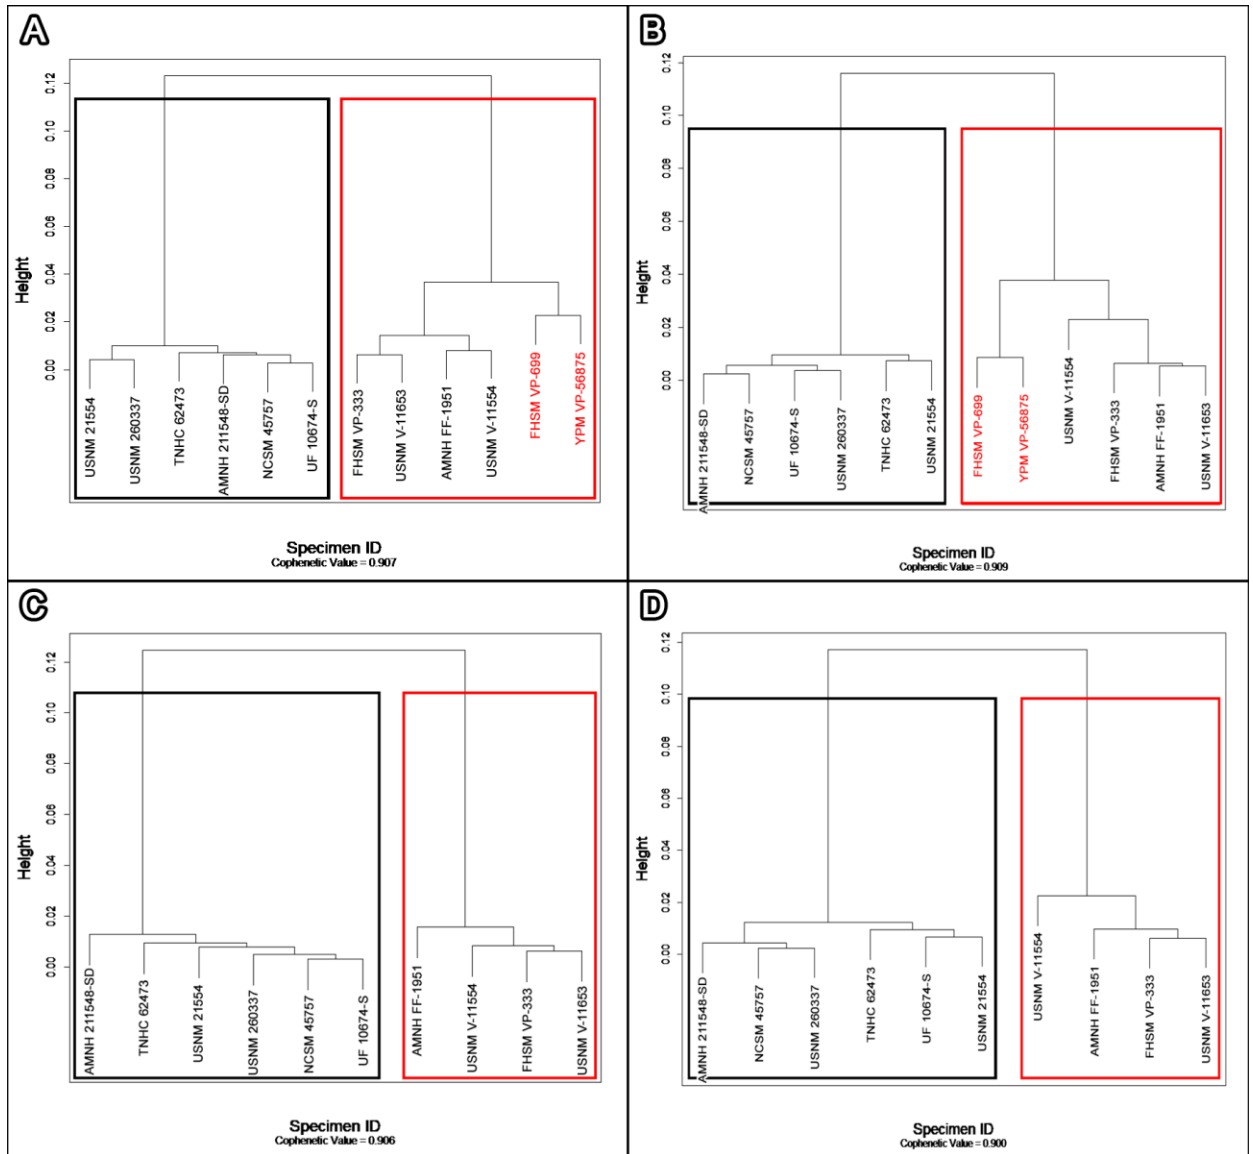 A
Height
0.12
0.10
0.08
0.06
0.04
0.02
0.00
USNM 21554
USNM 260337
TNHC 62473
AMNH 211548-SD
NCSM 45757
UF 10674-S
FHSM VP-333
USNM V-11653
AMNH FF-1951
USNM V-11554
FHSM VP-699
YPM VP-56875
Specimen ID
Cophenetic Value = 0.907
B
Height
0.12
0.10
0.08
0.06
0.04
0.02
0.00
AMNH 211548-SD
NCSM 45757
UF 10674-S
USNM 260337
TNHC 62473
USNM 21554
FHSM VP-699
YPM VP-56875
USNM V-11554
FHSM VP-333
AMNH FF-1951
USNM V-11653
Specimen ID
Cophenetic Value = 0.909
C
Height
0.12
0.10
0.08
0.06
0.04
0.02
0.00
AMNH 211548-SD
TNHC 62473
USNM 21554
USNM 260337
NCSM 45757
UF 10674-S
AMNH FF-1951
USNM V-11554
FHSM VP-333
USNM V-11653
Specimen ID
Cophenetic Value = 0.906
D
Height
0.12
0.10
0.08
0.06
0.04
0.02
0.00
AMNH 211548-SD
NCSM 45757
USNM 260337
TNHC 62473
UF 10674-S
USNM 21554
USNM V-11554
AMNH FF-1951
FHSM VP-333
USNM V-11653
Specimen ID
Cophenetic Value = 0.900